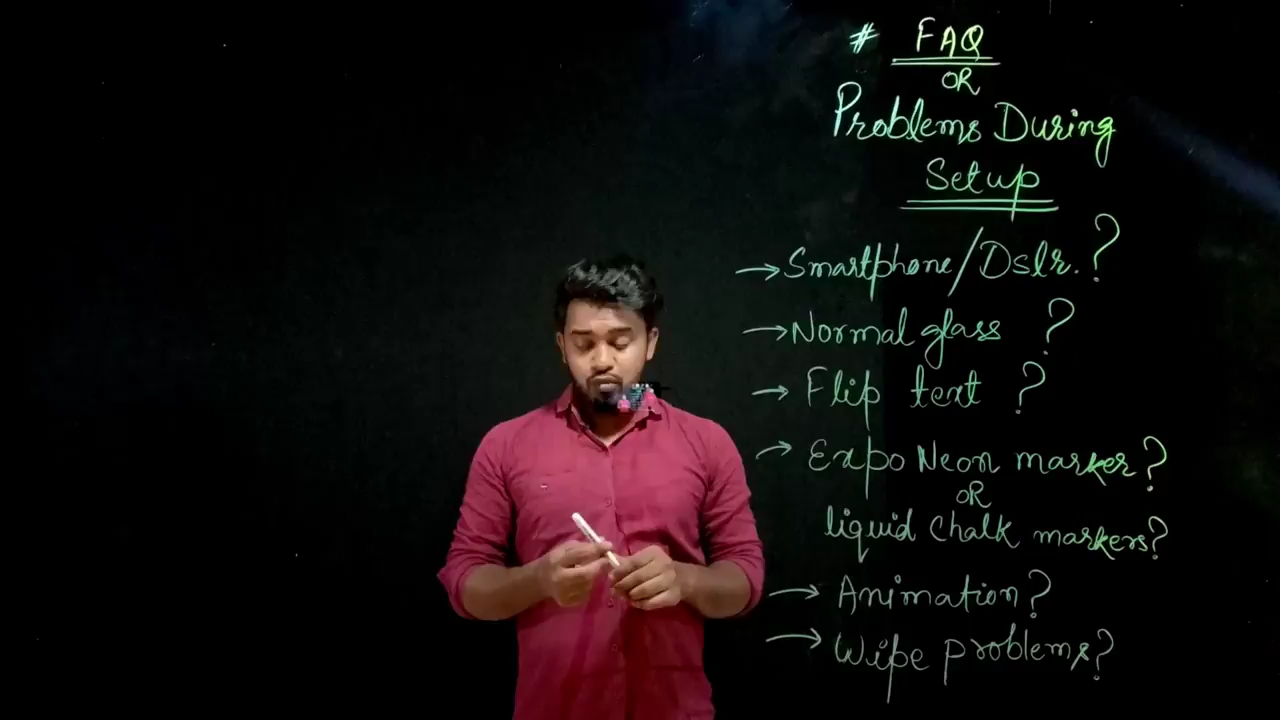 # FAQ
OR
Problems During
Setup
→ Smartphone/Dslr.?
→ Normal glass ?
→ Flip text ?
→ Expo Neon marker?
OR
liquid chalk markers?
→ Animation?
→ Wipe problems?